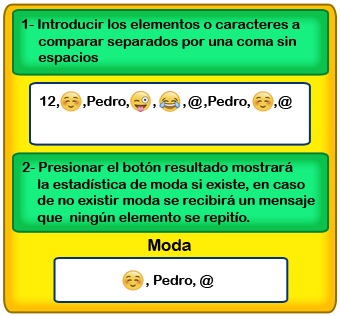 1- Introducir los elementos o caracteres a
comparar separados por una coma sin
espacios
12,☺️,Pedro,😜, 😂,@,Pedro,☺️,@
2- Presionar el botón resultado mostrará
la estadística de moda si existe, en caso
de no existir moda se recibirá un mensaje
que ningún elemento se repitío.
Moda
☺️, Pedro, @